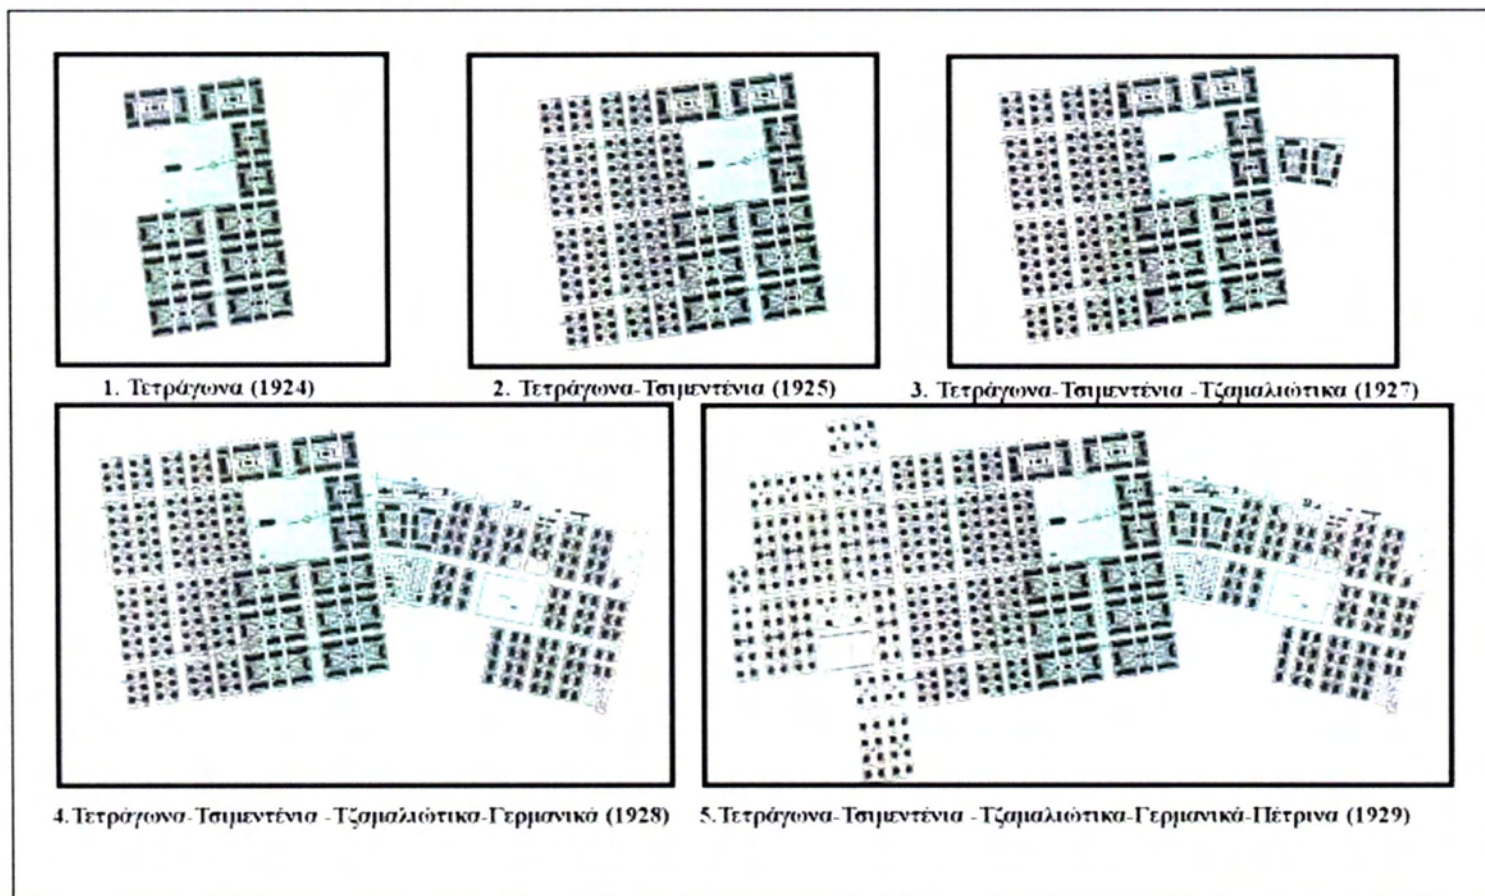 1. Τετράγωνα (1924)
2. Τετράγωνα-Τσιμεντένια (1925)
3. Τετράγωνα-Τσιμεντένια -Τζαμαλιώτικα (1927)
4.Τετράγωνα-Τσιμεντένια -Τζαμαλιώτικα-Γερμανικά (1928)
5.Τετράγωνα-Τσιμεντένια -Τζαμαλιώτικα-Γερμανικά-Πέτρινα (1929)